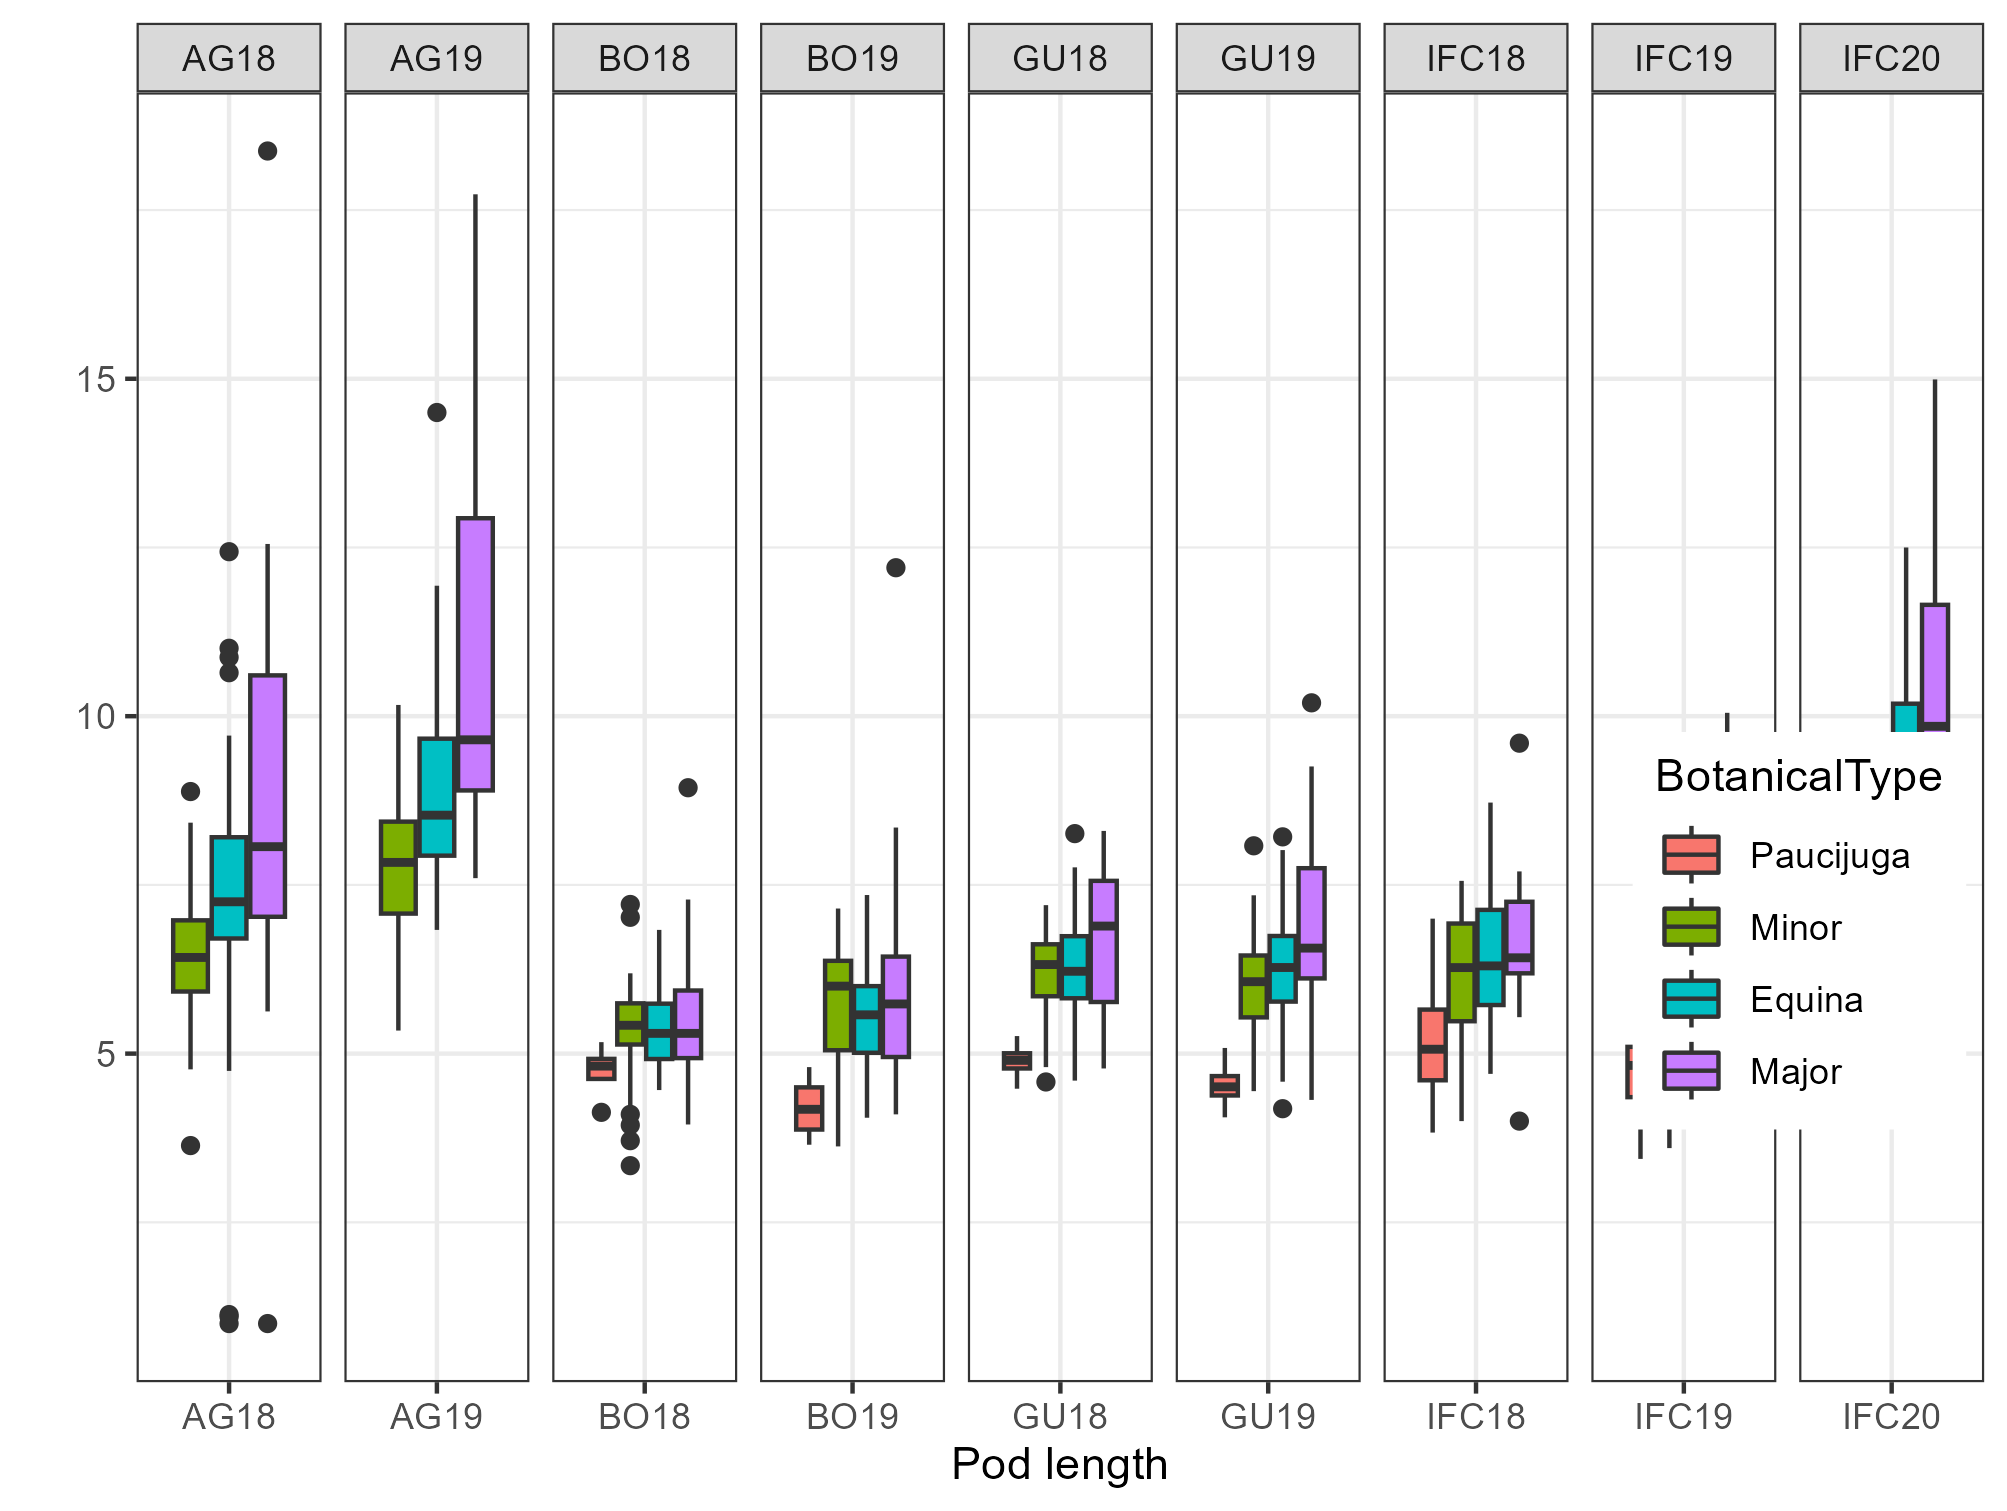 AG18 AG19 BO18 BO19 GU18 GU19 IFC18 IFC19 IFC20
15
10
5
BotanicalType
Paucijuga
Minor
Equina
Major
AG18 AG19 BO18 BO19 GU18 GU19 IFC18 IFC19 IFC20
Pod length